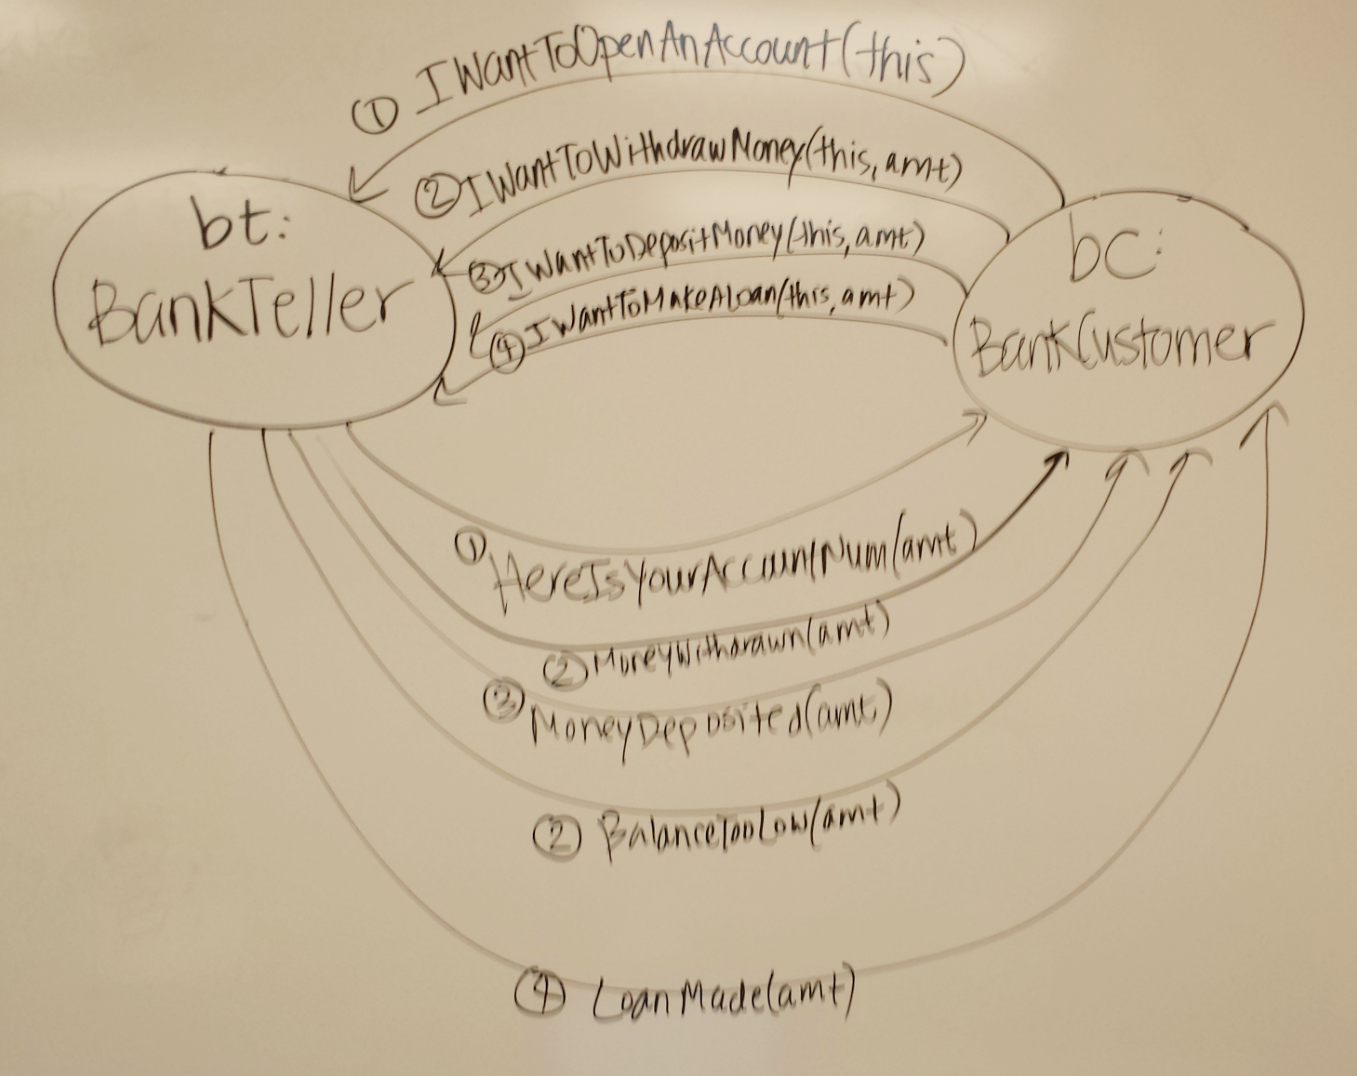 ① IWantToOpenAnAccount(this)
② IWantToWithdrawMoney(this, amt)
③ IWantToDepositMoney(this, amt)
④ IWantToMakeALoan(this, amt)
bt:
BankTeller
bc:
BankCustomer
① HereIsYourAccountNum(amt)
② MoneyWithdrawn(amt)
③ MoneyDeposited(amt)
② BalanceTooLow(amt)
④ LoanMade(amt)